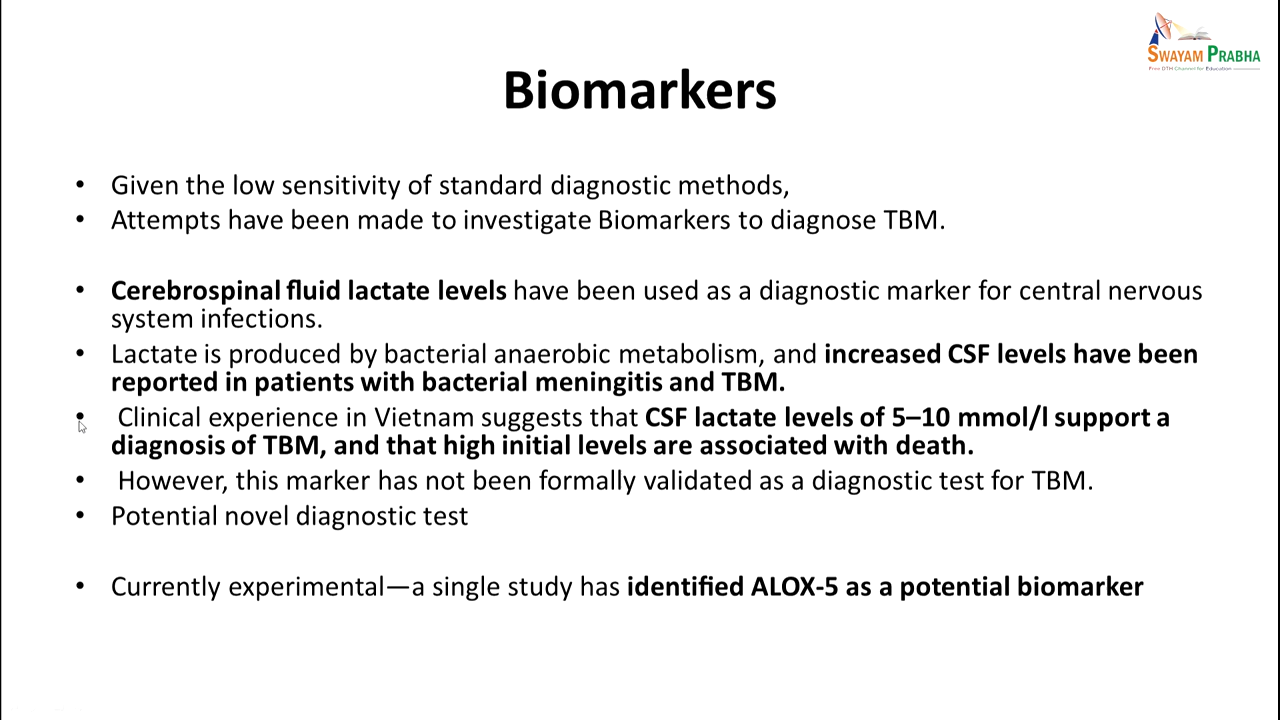 SWAYAM PRABHA
Free DTH Channel for Education
Biomarkers
• Given the low sensitivity of standard diagnostic methods,
• Attempts have been made to investigate Biomarkers to diagnose TBM.
• Cerebrospinal fluid lactate levels have been used as a diagnostic marker for central nervous
system infections.
• Lactate is produced by bacterial anaerobic metabolism, and increased CSF levels have been
reported in patients with bacterial meningitis and TBM.
• Clinical experience in Vietnam suggests that CSF lactate levels of 5–10 mmol/l support a
diagnosis of TBM, and that high initial levels are associated with death.
• However, this marker has not been formally validated as a diagnostic test for TBM.
• Potential novel diagnostic test
• Currently experimental—a single study has identified ALOX-5 as a potential biomarker